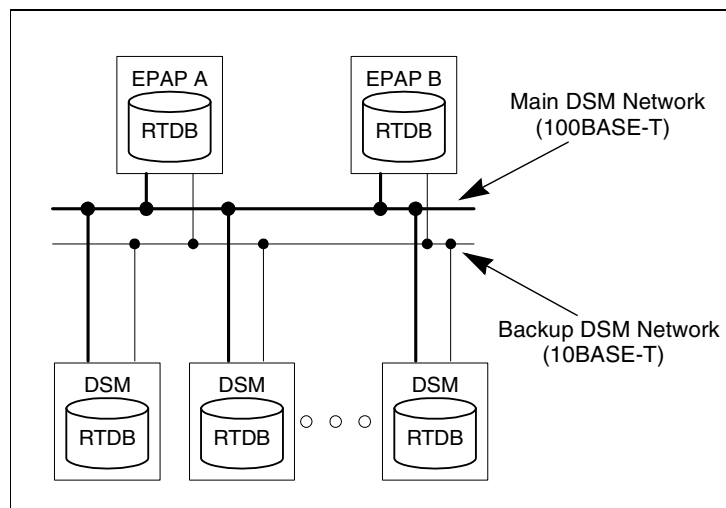 EPAP A
RTDB
EPAP B
RTDB
Main DSM Network
(100BASE-T)
Backup DSM Network
(10BASE-T)
DSM
RTDB
DSM
RTDB
DSM
RTDB